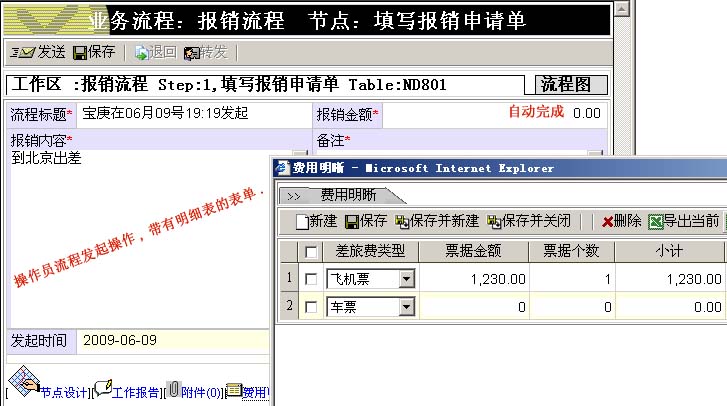 业务流程：报销流程 节点：填写报销申请单
发送 保存 退回 转发
工作区 :报销流程 Step:1,填写报销申请单 Table:ND801 流程图
流程标题* 宝庚在06月09号19:19发起 报销金额* 自动完成 0.00
报销内容* 备注*
到北京出差
操作员流程发起操作，带有明细表的表单．
费用明晰 - Microsoft Internet Explorer
>> 费用明晰
新建 保存 保存并新建 保存并关闭 删除 导出当前
差旅费类型 票据金额 票据个数 小计
1 飞机票 1,230.00 1 1,230.00
2 车票 0 0 0.00
发起时间 2009-06-09
[节点设计][工作报告][附件(0)][费用